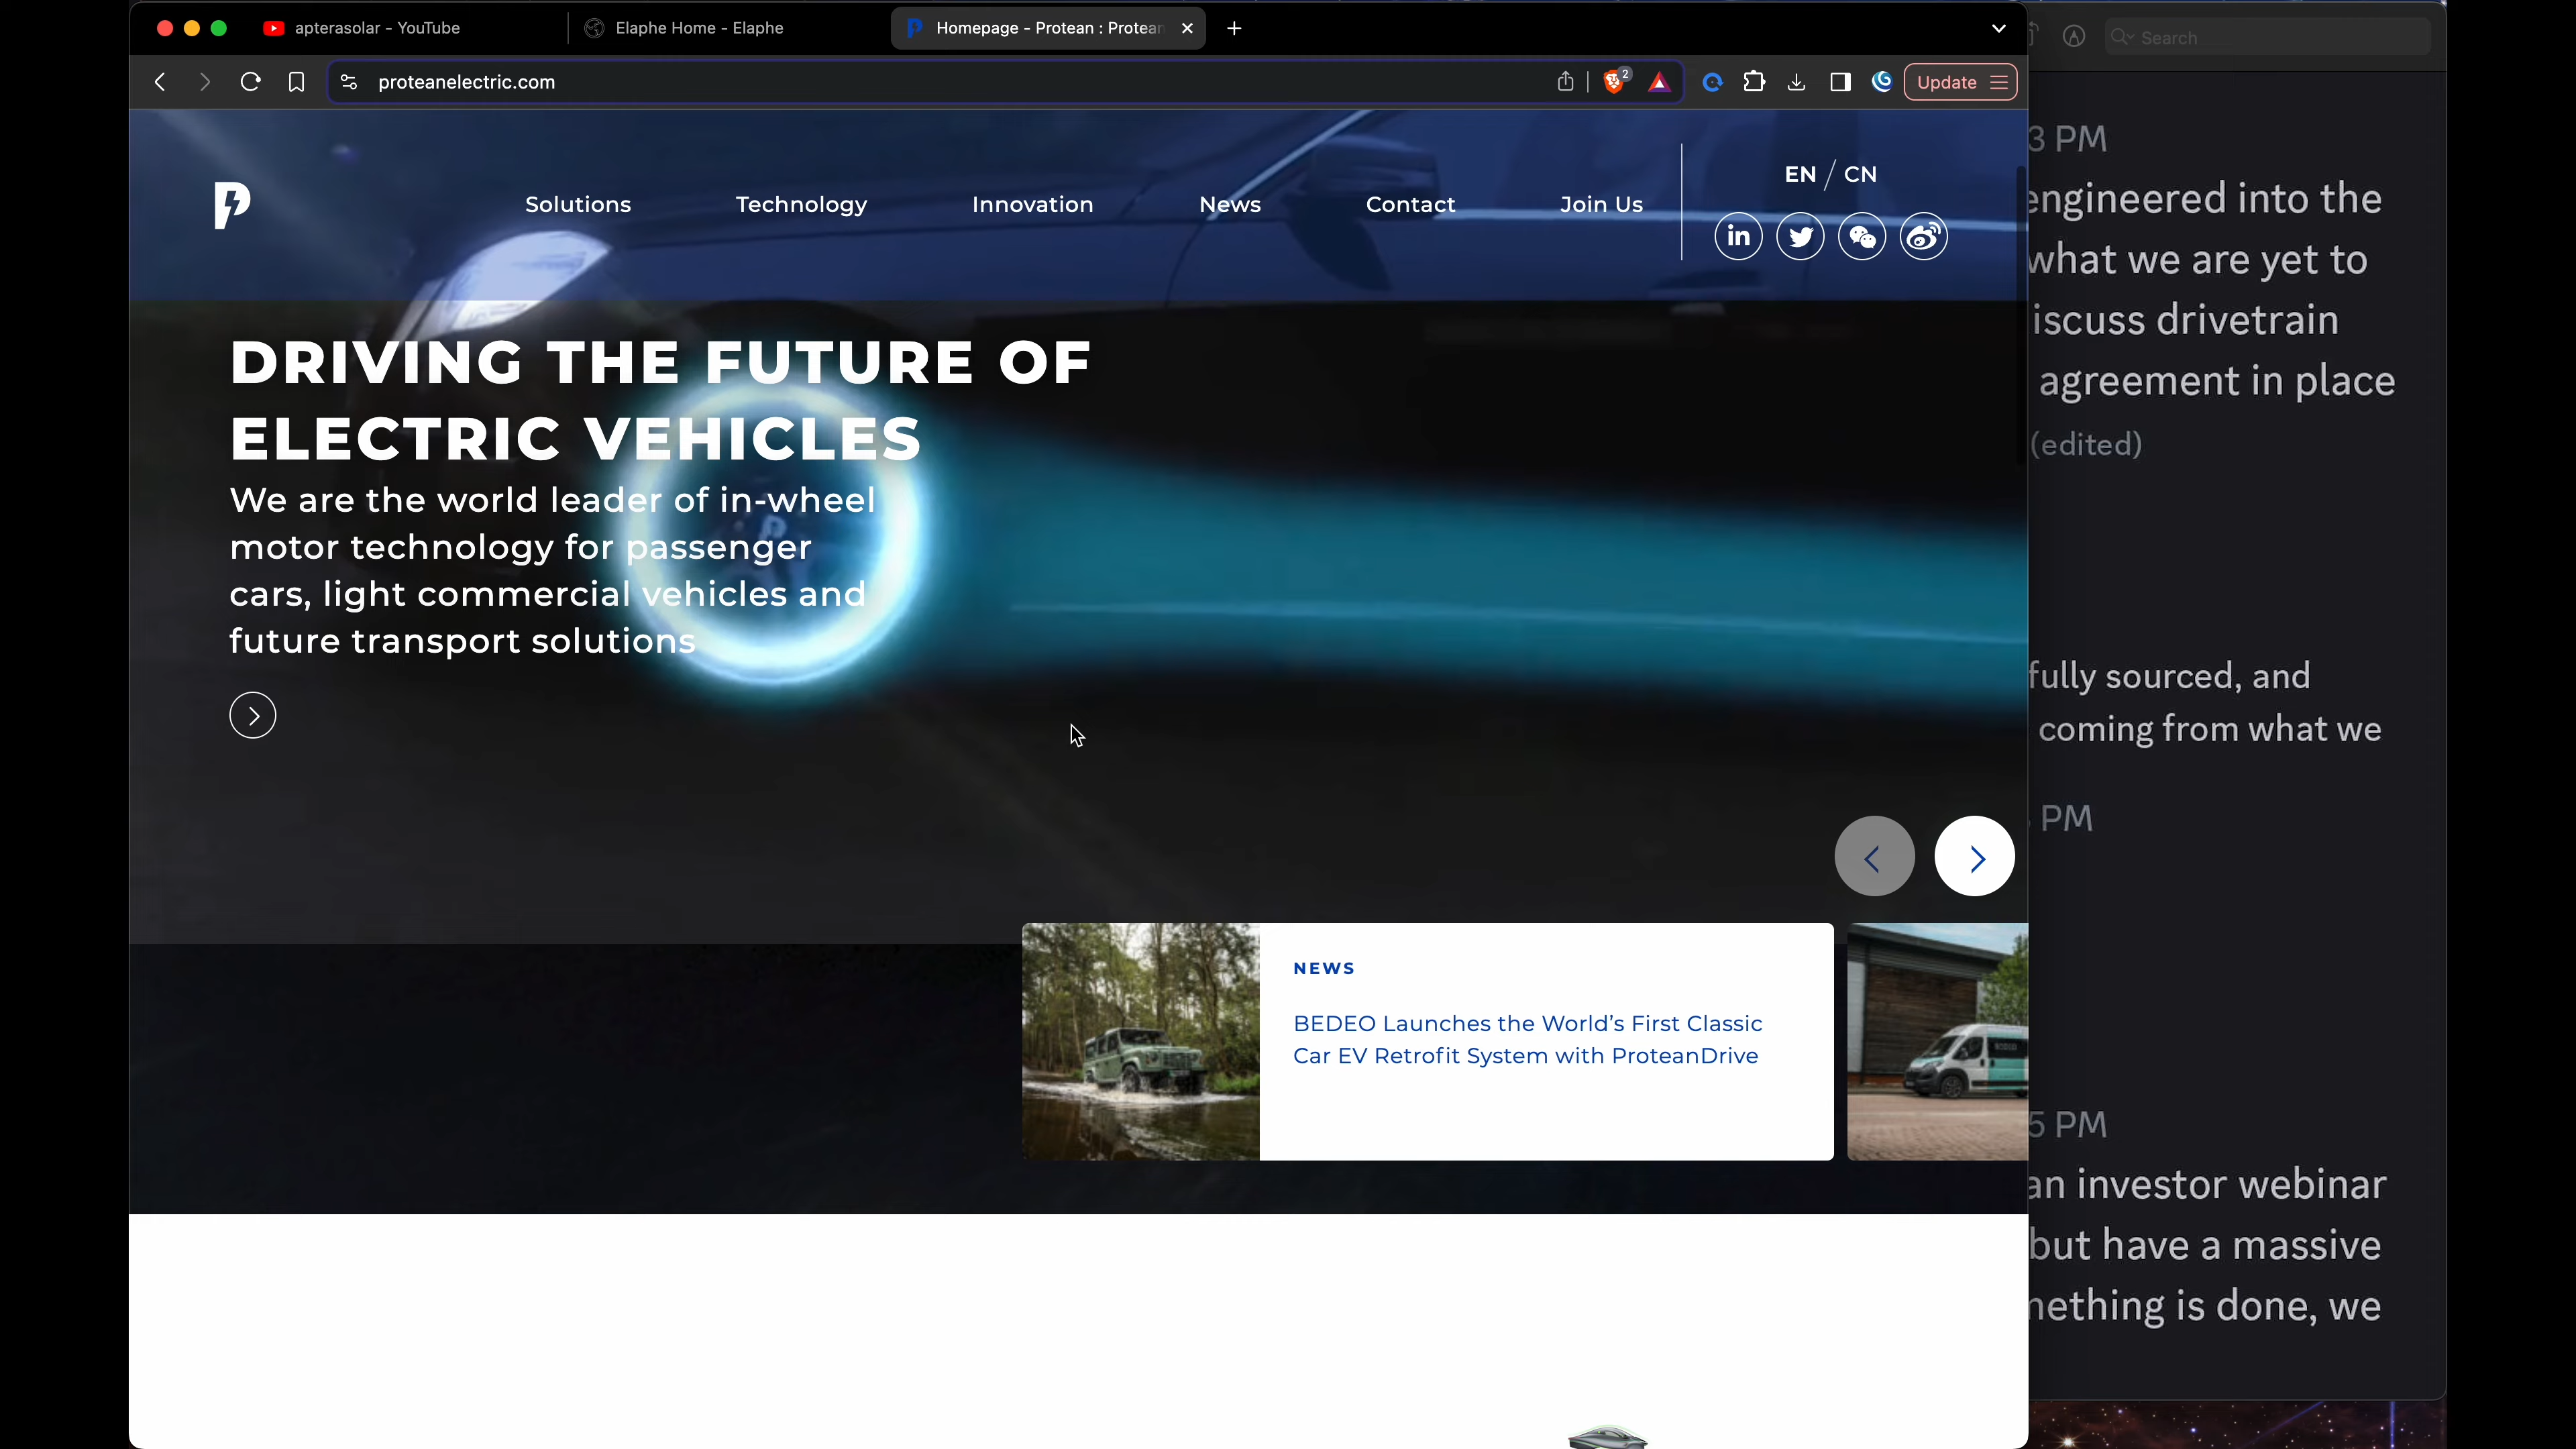 apterasolar - YouTube
Elaphe Home - Elaphe
Homepage - Protean : Protean
proteanelectric.com
2
Update
Search
Solutions
Technology
Innovation
News
Contact
Join Us
EN / CN
in
DRIVING THE FUTURE OF
ELECTRIC VEHICLES
We are the world leader of in-wheel
motor technology for passenger
cars, light commercial vehicles and
future transport solutions
NEWS
BEDEO Launches the World’s First Classic
Car EV Retrofit System with ProteanDrive
3 PM
engineered into the
what we are yet to
iscuss drivetrain
agreement in place
(edited)
fully sourced, and
coming from what we
PM
5 PM
an investor webinar
but have a massive
mething is done, we